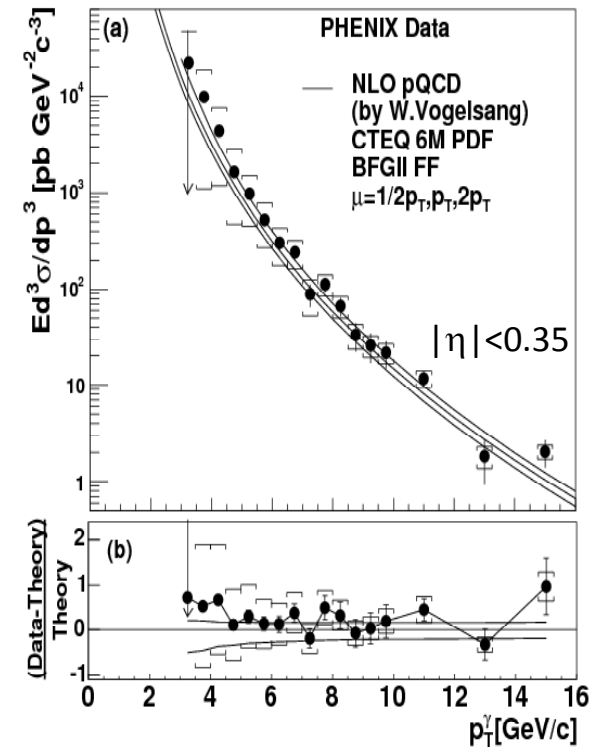 (a)
PHENIX Data
NLO pQCD
(by W.Vogelsang)
CTEQ 6M PDF
BFGII FF
μ=1/2p_T,p_T,2p_T
|η|<0.35
Ed³σ/dp³ [pb GeV⁻²c⁻³]
10⁴
10³
10²
10
1
(b)
(Data-Theory)
Theory
2
1
0
-1
0 2 4 6 8 10 12 14 16
p_T^γ[GeV/c]